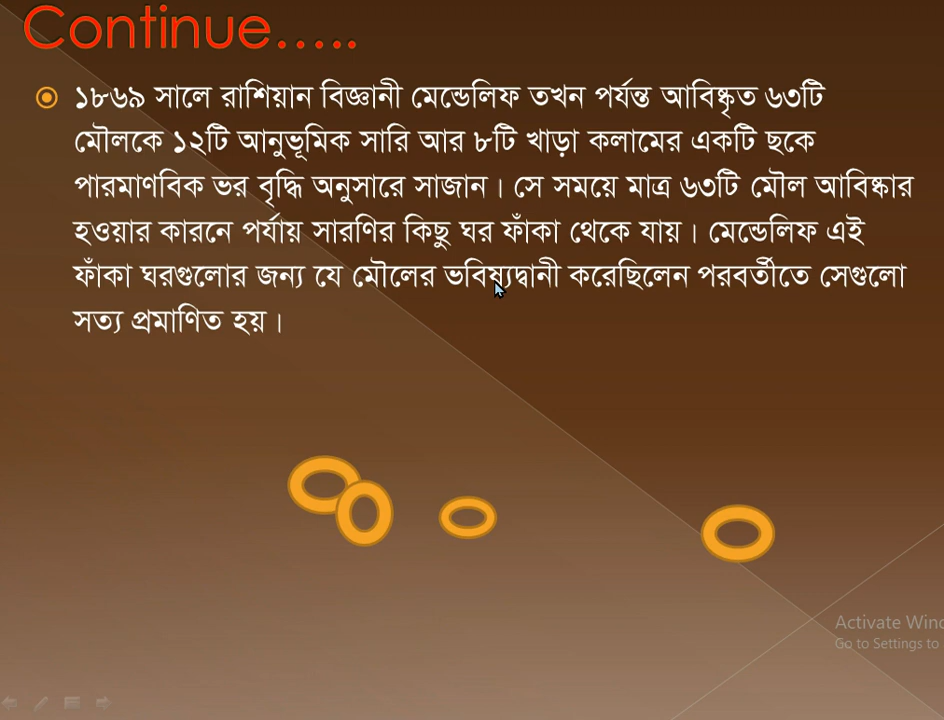 Continue.....
১৮৬৯ সালে রাশিয়ান বিজ্ঞানী মেন্ডেলিফ তখন পর্যন্ত আবিষ্কৃত ৬৩টি
মৌলকে ১২টি আনুভূমিক সারি আর ৮টি খাড়া কলামের একটি ছকে
পারমাণবিক ভর বৃদ্ধি অনুসারে সাজান। সে সময়ে মাত্র ৬৩টি মৌল আবিষ্কার
হওয়ার কারনে পর্যায় সারণির কিছু ঘর ফাঁকা থেকে যায়। মেন্ডেলিফ এই
ফাঁকা ঘরগুলোর জন্য যে মৌলের ভবিষ্যদ্বানী করেছিলেন পরবর্তীতে সেগুলো
সত্য প্রমাণিত হয়।
Activate Wind
Go to Settings to